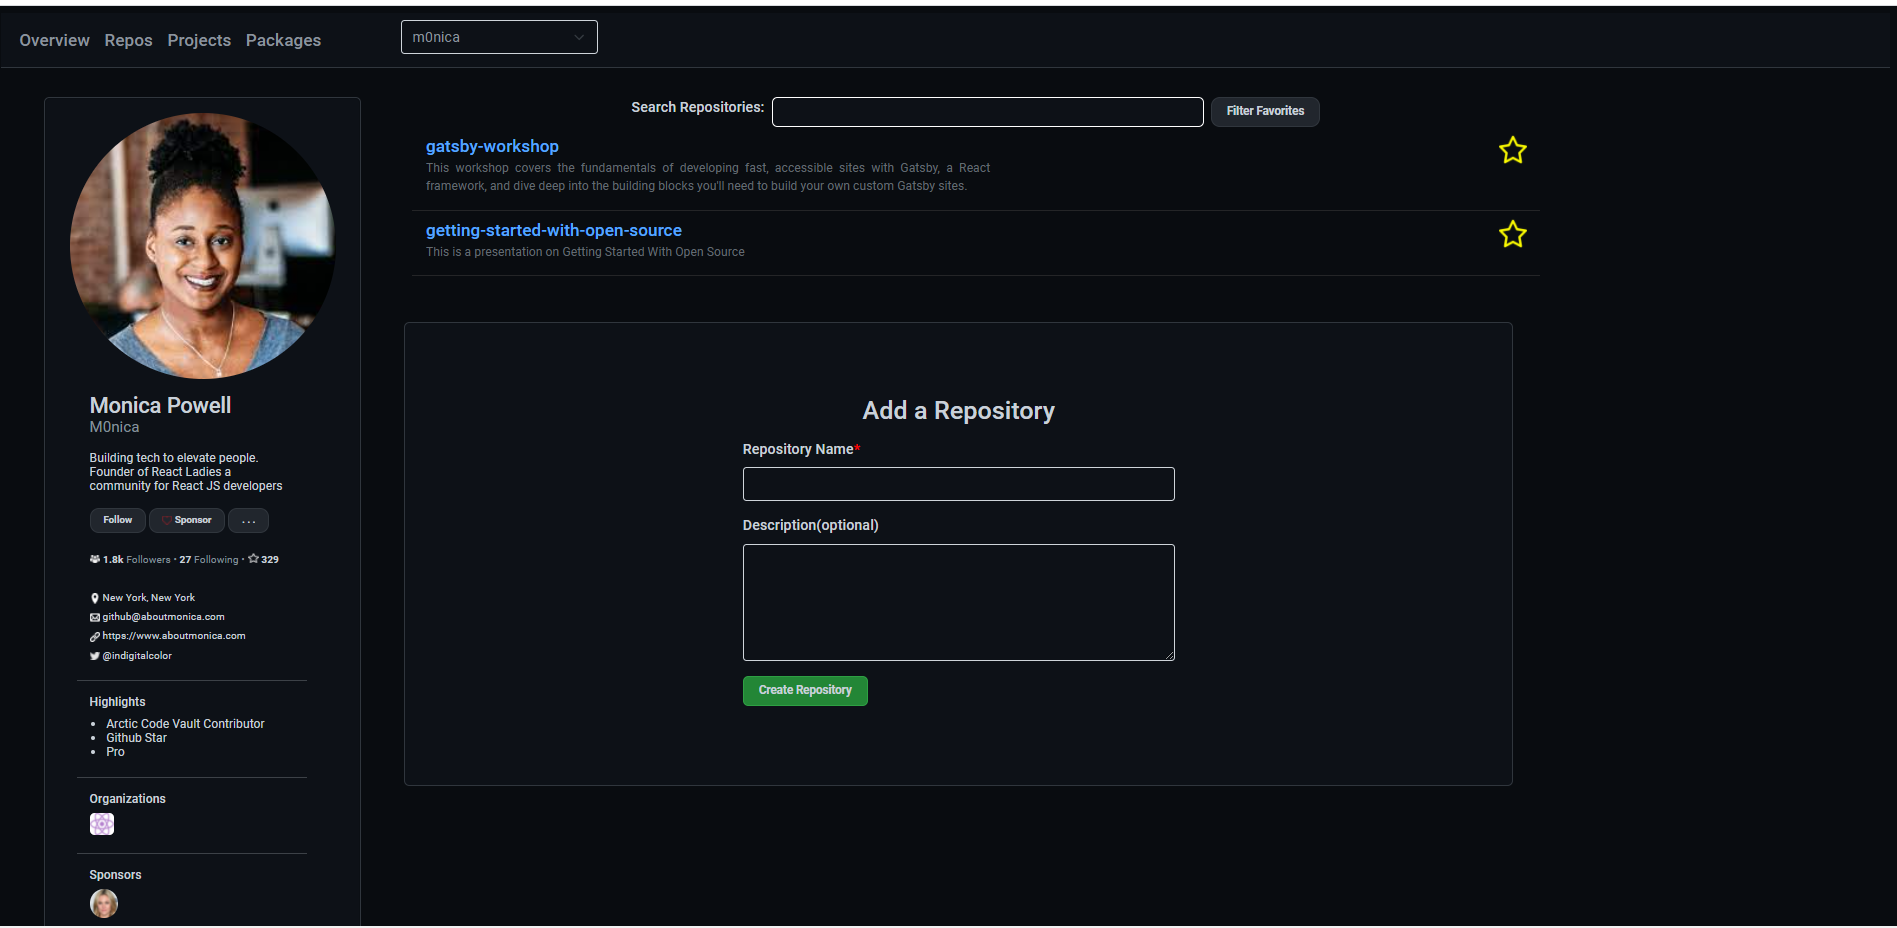 Overview Repos Projects Packages
m0nica
Monica Powell
M0nica
Building tech to elevate people.
Founder of React Ladies a
community for React JS developers
Follow
Sponsor
...
1.8k Followers · 27 Following · 329
New York, New York
github@aboutmonica.com
https://www.aboutmonica.com
@indigitalcolor
Highlights
• Arctic Code Vault Contributor
• Github Star
• Pro
Organizations
Sponsors
Search Repositories:
Filter Favorites
gatsby-workshop
This workshop covers the fundamentals of developing fast, accessible sites with Gatsby, a React
framework, and dive deep into the building blocks you'll need to build your own custom Gatsby sites.
getting-started-with-open-source
This is a presentation on Getting Started With Open Source
Add a Repository
Repository Name*
Description(optional)
Create Repository